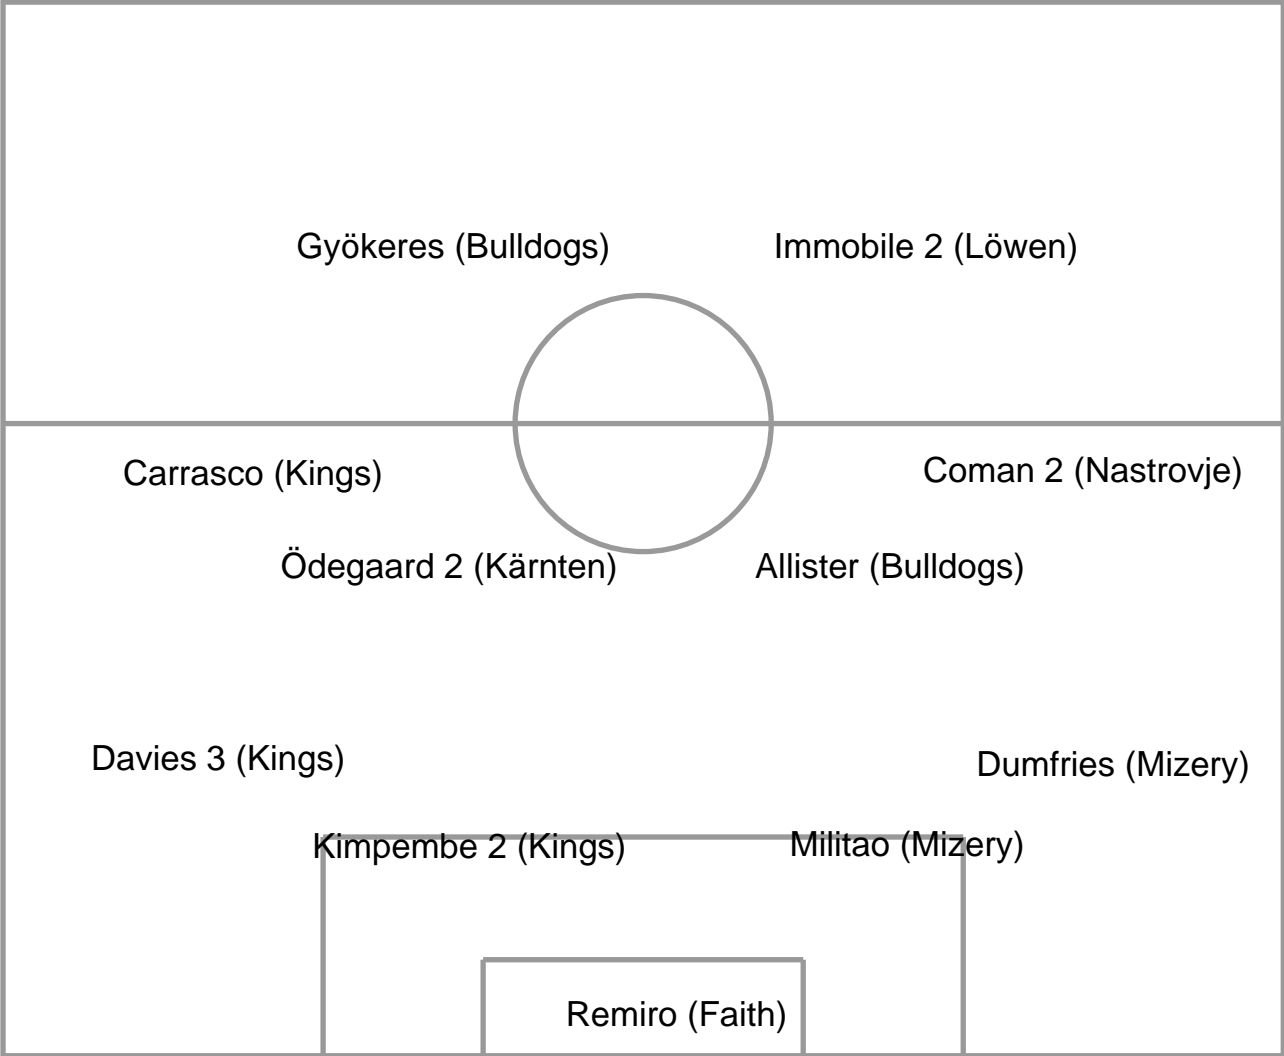 Gyökeres (Bulldogs)
Immobile 2 (Löwen)
Carrasco (Kings)
Coman 2 (Nastrovje)
Ödegaard 2 (Kärnten)
Allister (Bulldogs)
Davies 3 (Kings)
Dumfries (Mizery)
Kimpembe 2 (Kings)
Militao (Mizery)
Remiro (Faith)